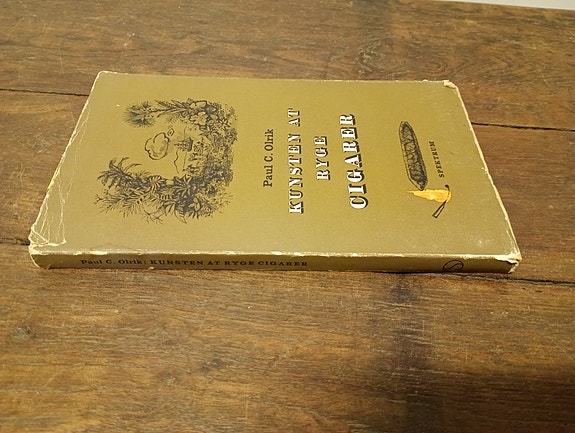 Paul C. Olrik
KUNSTEN AT
RYGE
CIGARER
SPEKTRUM
Paul C. Olrik: KUNSTEN AT RYGE CIGARER